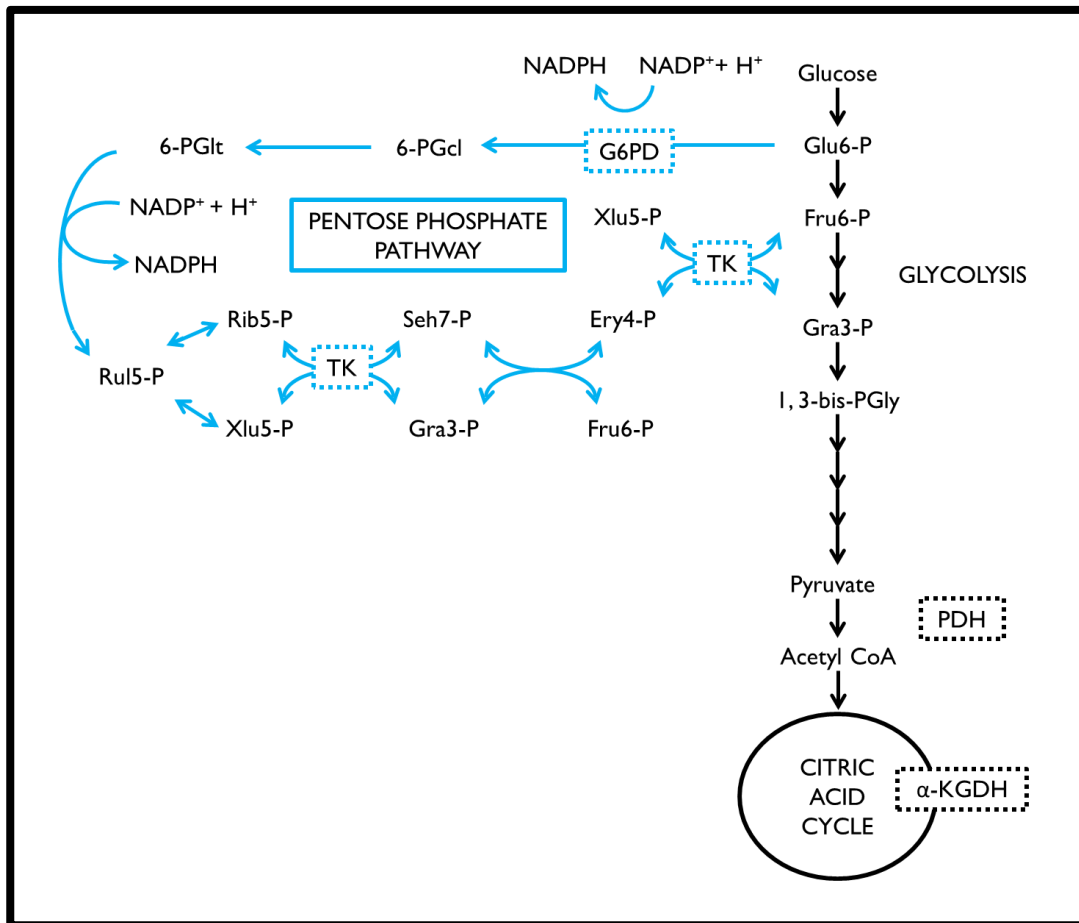 NADPH
NADP⁺+ H⁺
Glucose
6-PGlt
6-PGcl
G6PD
Glu6-P
NADP⁺ + H⁺
NADPH
PENTOSE PHOSPHATE
PATHWAY
Xlu5-P
Fru6-P
TK
GLYCOLYSIS
Rib5-P
Seh7-P
Ery4-P
Gra3-P
Rul5-P
TK
Xlu5-P
Gra3-P
Fru6-P
1, 3-bis-PGly
Pyruvate
PDH
Acetyl CoA
CITRIC
ACID
CYCLE
α-KGDH